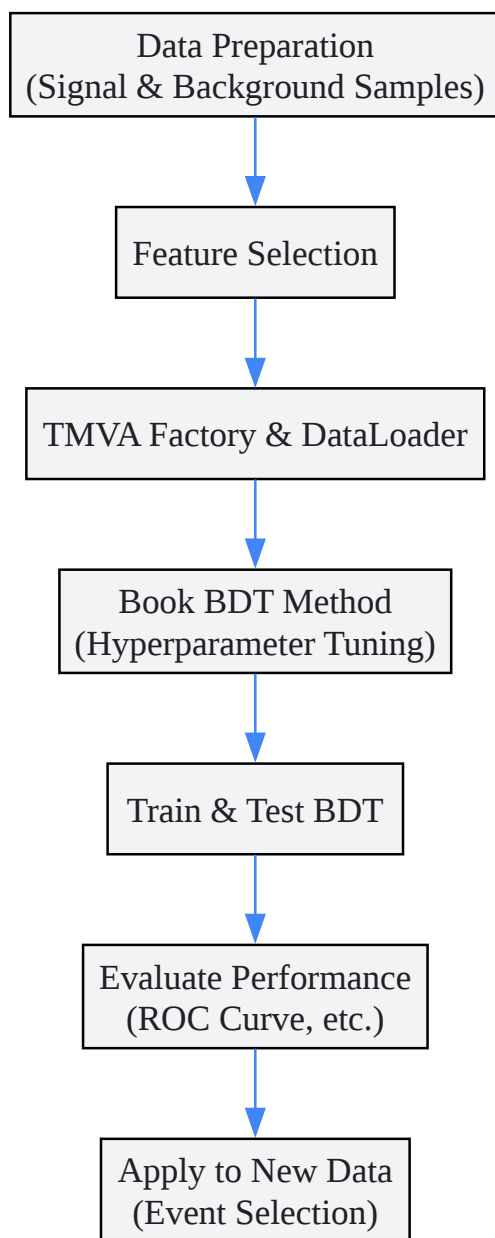 Data Preparation
(Signal & Background Samples)
Feature Selection
TMVA Factory & DataLoader
Book BDT Method
(Hyperparameter Tuning)
Train & Test BDT
Evaluate Performance
(ROC Curve, etc.)
Apply to New Data
(Event Selection)